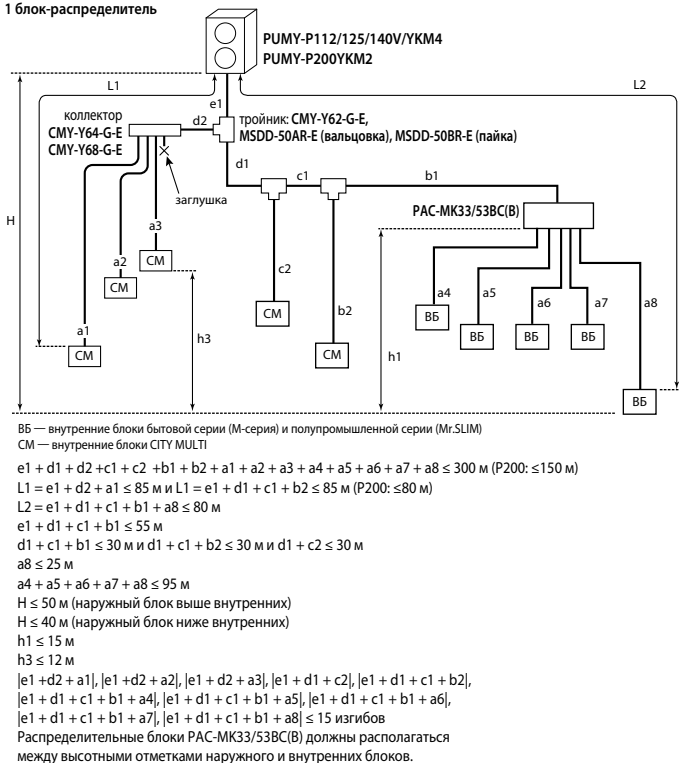 1 блок-распределитель
PUMY-P112/125/140V/YKM4
PUMY-P200YKM2
L1
L2
e1
коллектор
CMY-Y64-G-E
CMY-Y68-G-E
d2
тройник: CMY-Y62-G-E,
MSDD-50AR-E (вальцовка), MSDD-50BR-E (пайка)
d1
c1
b1
заглушка
PAC-MK33/53BC(B)
H
a3
a2
СМ
СМ
a1
СМ
h3
c2
СМ
b2
СМ
h1
a4
a5
a6
a7
a8
ВБ
ВБ
ВБ
ВБ
ВБ
ВБ — внутренние блоки бытовой серии (М-серия) и полупромышленной серии (Mr.SLIM)
СМ — внутренние блоки CITY MULTI
e1 + d1 + d2 +c1 + c2 +b1 + b2 + a1 + a2 + a3 + a4 + a5 + a6 + a7 + a8 ≤ 300 м (P200: ≤150 м)
L1 = e1 + d2 + a1 ≤ 85 м и L1 = e1 + d1 + c1 + b2 ≤ 85 м (P200: ≤80 м)
L2 = e1 + d1 + c1 + b1 + a8 ≤ 80 м
e1 + d1 + c1 + b1 ≤ 55 м
d1 + c1 + b1 ≤ 30 м и d1 + c1 + b2 ≤ 30 м и d1 + c2 ≤ 30 м
a8 ≤ 25 м
a4 + a5 + a6 + a7 + a8 ≤ 95 м
H ≤ 50 м (наружный блок выше внутренних)
H ≤ 40 м (наружный блок ниже внутренних)
h1 ≤ 15 м
h3 ≤ 12 м
|e1 +d2 + a1|, |e1 +d2 + a2|, |e1 + d2 + a3|, |e1 + d1 + c2|, |e1 + d1 + c1 + b2|,
|e1 + d1 + c1 + b1 + a4|, |e1 + d1 + c1 + b1 + a5|, |e1 + d1 + c1 + b1 + a6|,
|e1 + d1 + c1 + b1 + a7|, |e1 + d1 + c1 + b1 + a8| ≤ 15 изгибов
Распределительные блоки PAC-MK33/53BC(B) должны располагаться
между высотными отметками наружного и внутренних блоков.